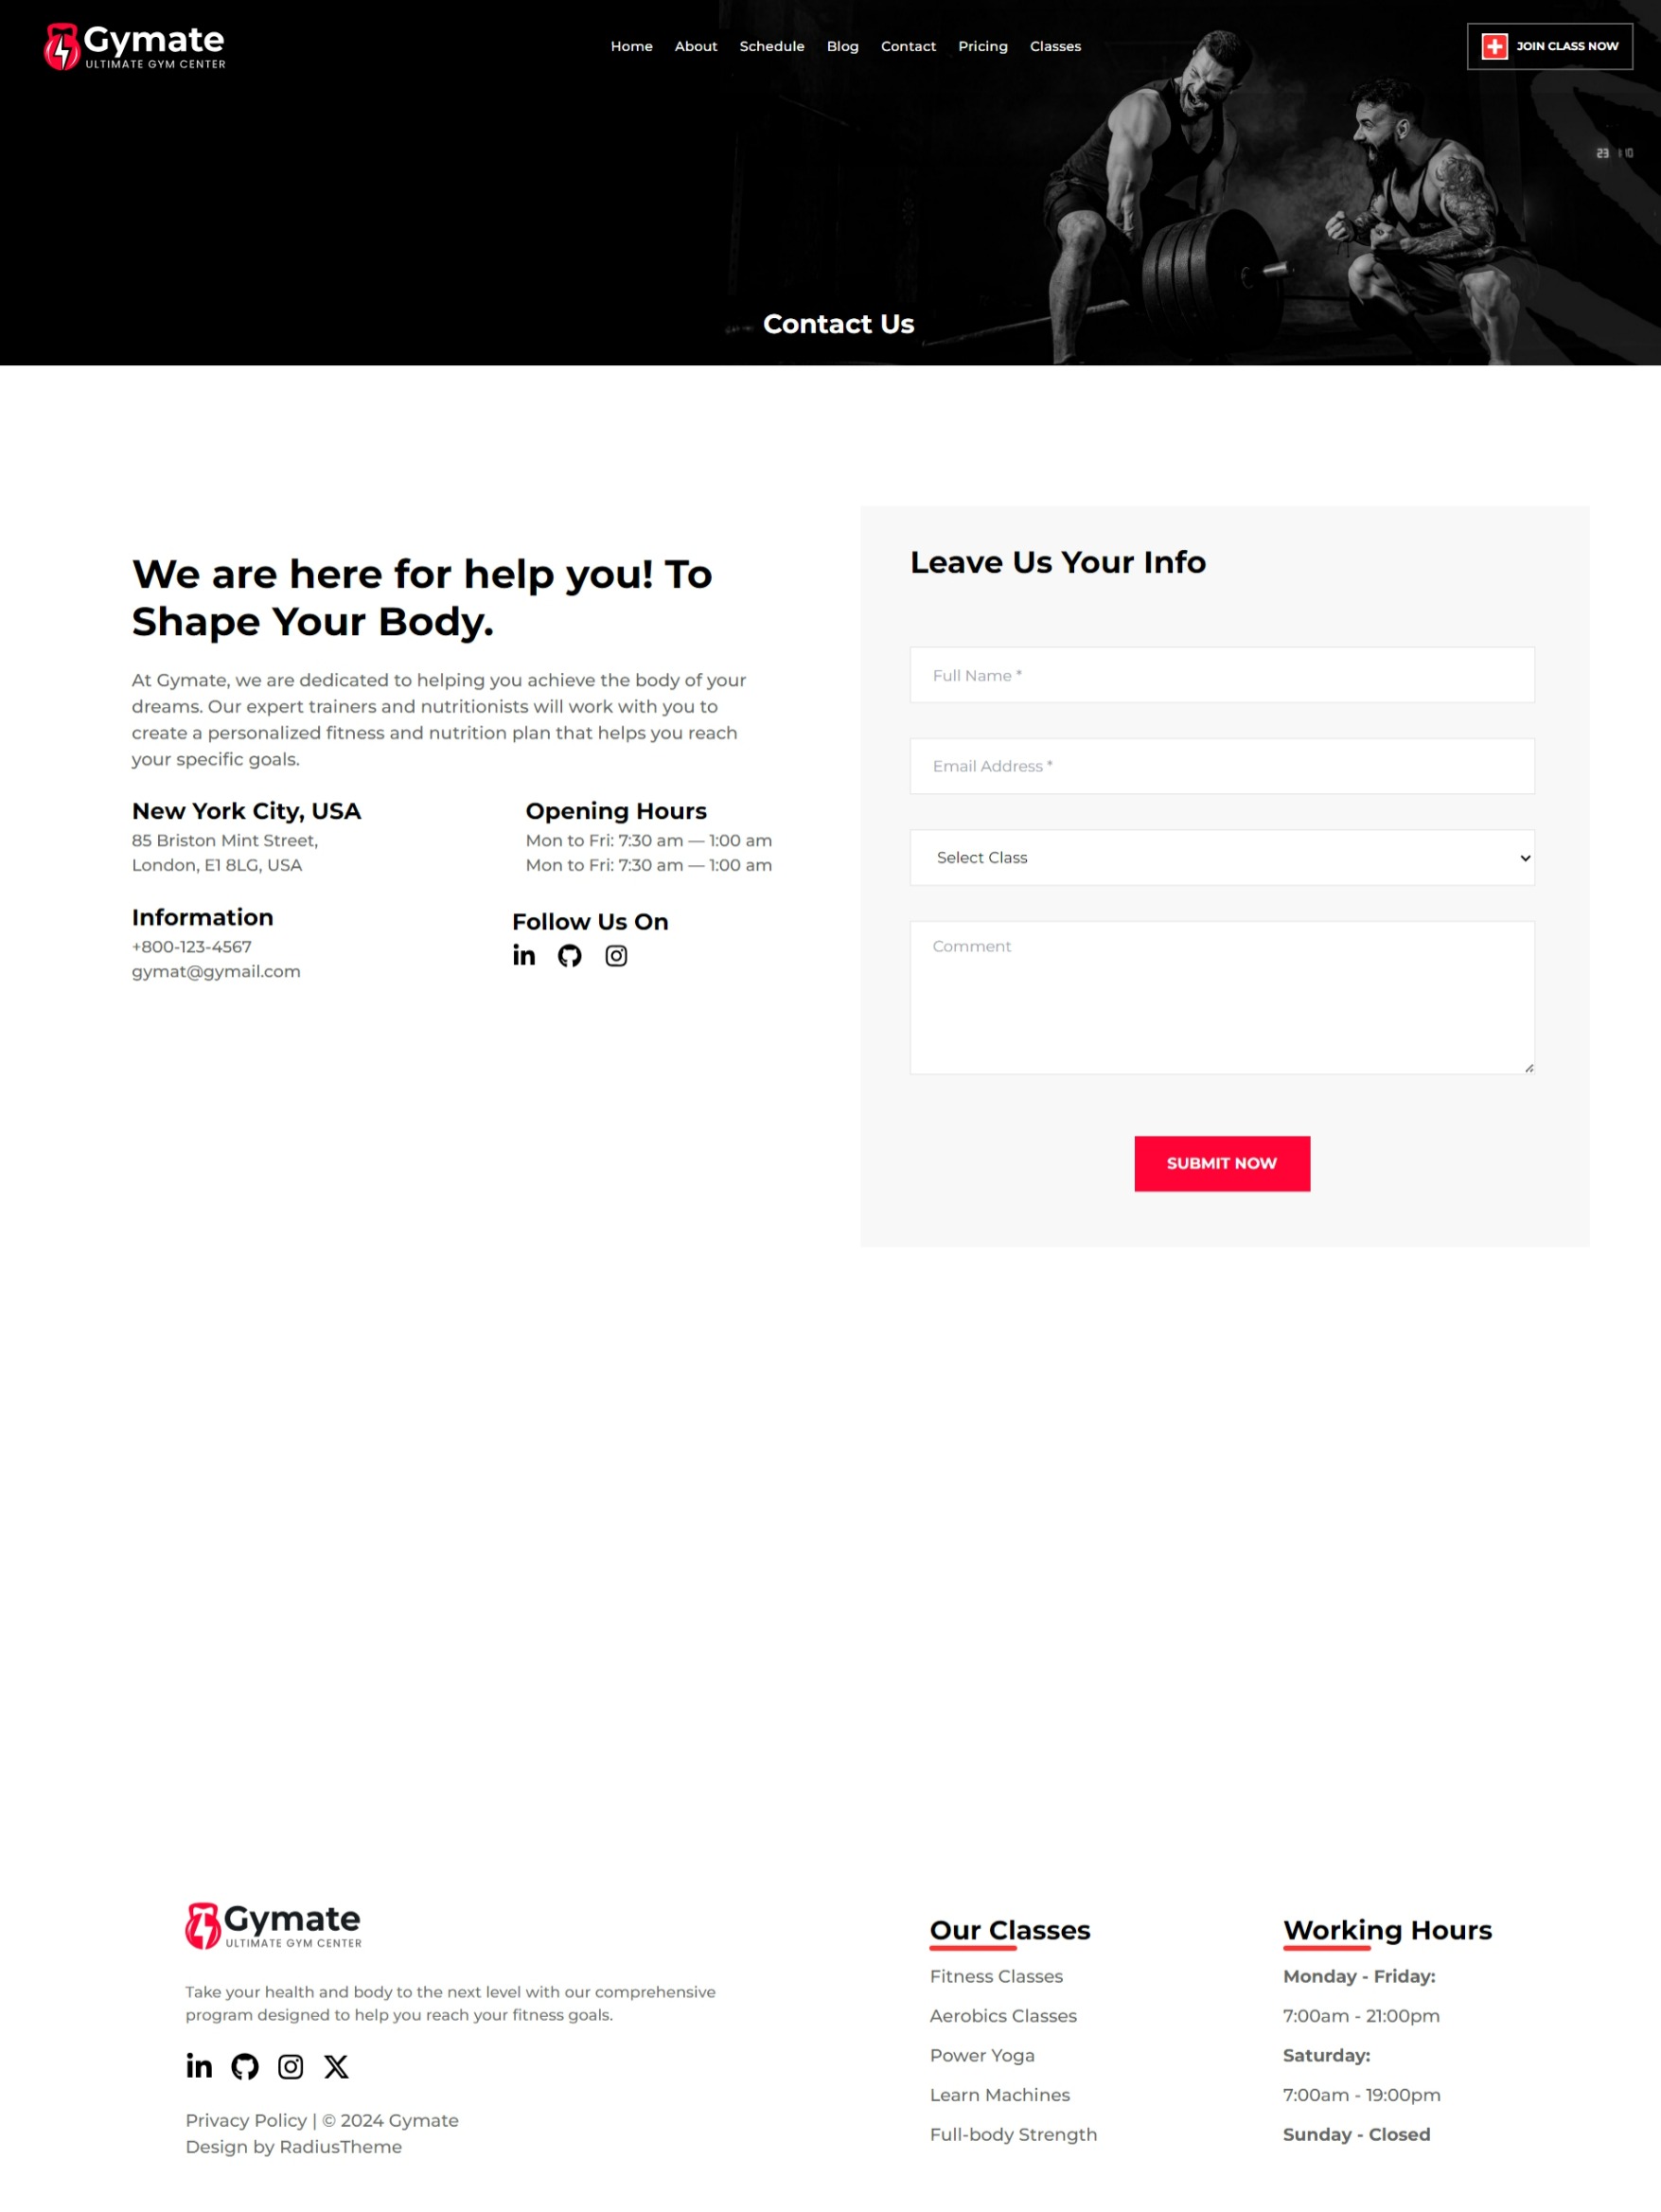 Gymate
ULTIMATE GYM CENTER
Home About Schedule Blog Contact Pricing Classes
JOIN CLASS NOW
Contact Us
We are here for help you! To
Shape Your Body.
At Gymate, we are dedicated to helping you achieve the body of your
dreams. Our expert trainers and nutritionists will work with you to
create a personalized fitness and nutrition plan that helps you reach
your specific goals.
New York City, USA
85 Briston Mint Street,
London, E1 8LG, USA
Opening Hours
Mon to Fri: 7:30 am — 1:00 am
Mon to Fri: 7:30 am — 1:00 am
Information
+800-123-4567
gymat@gymail.com
Follow Us On
Leave Us Your Info
Full Name *
Email Address *
Select Class
Comment
SUBMIT NOW
Gymate
ULTIMATE GYM CENTER
Take your health and body to the next level with our comprehensive
program designed to help you reach your fitness goals.
Privacy Policy | © 2024 Gymate
Design by RadiusTheme
Our Classes
Fitness Classes
Aerobics Classes
Power Yoga
Learn Machines
Full-body Strength
Working Hours
Monday - Friday:
7:00am - 21:00pm
Saturday:
7:00am - 19:00pm
Sunday - Closed